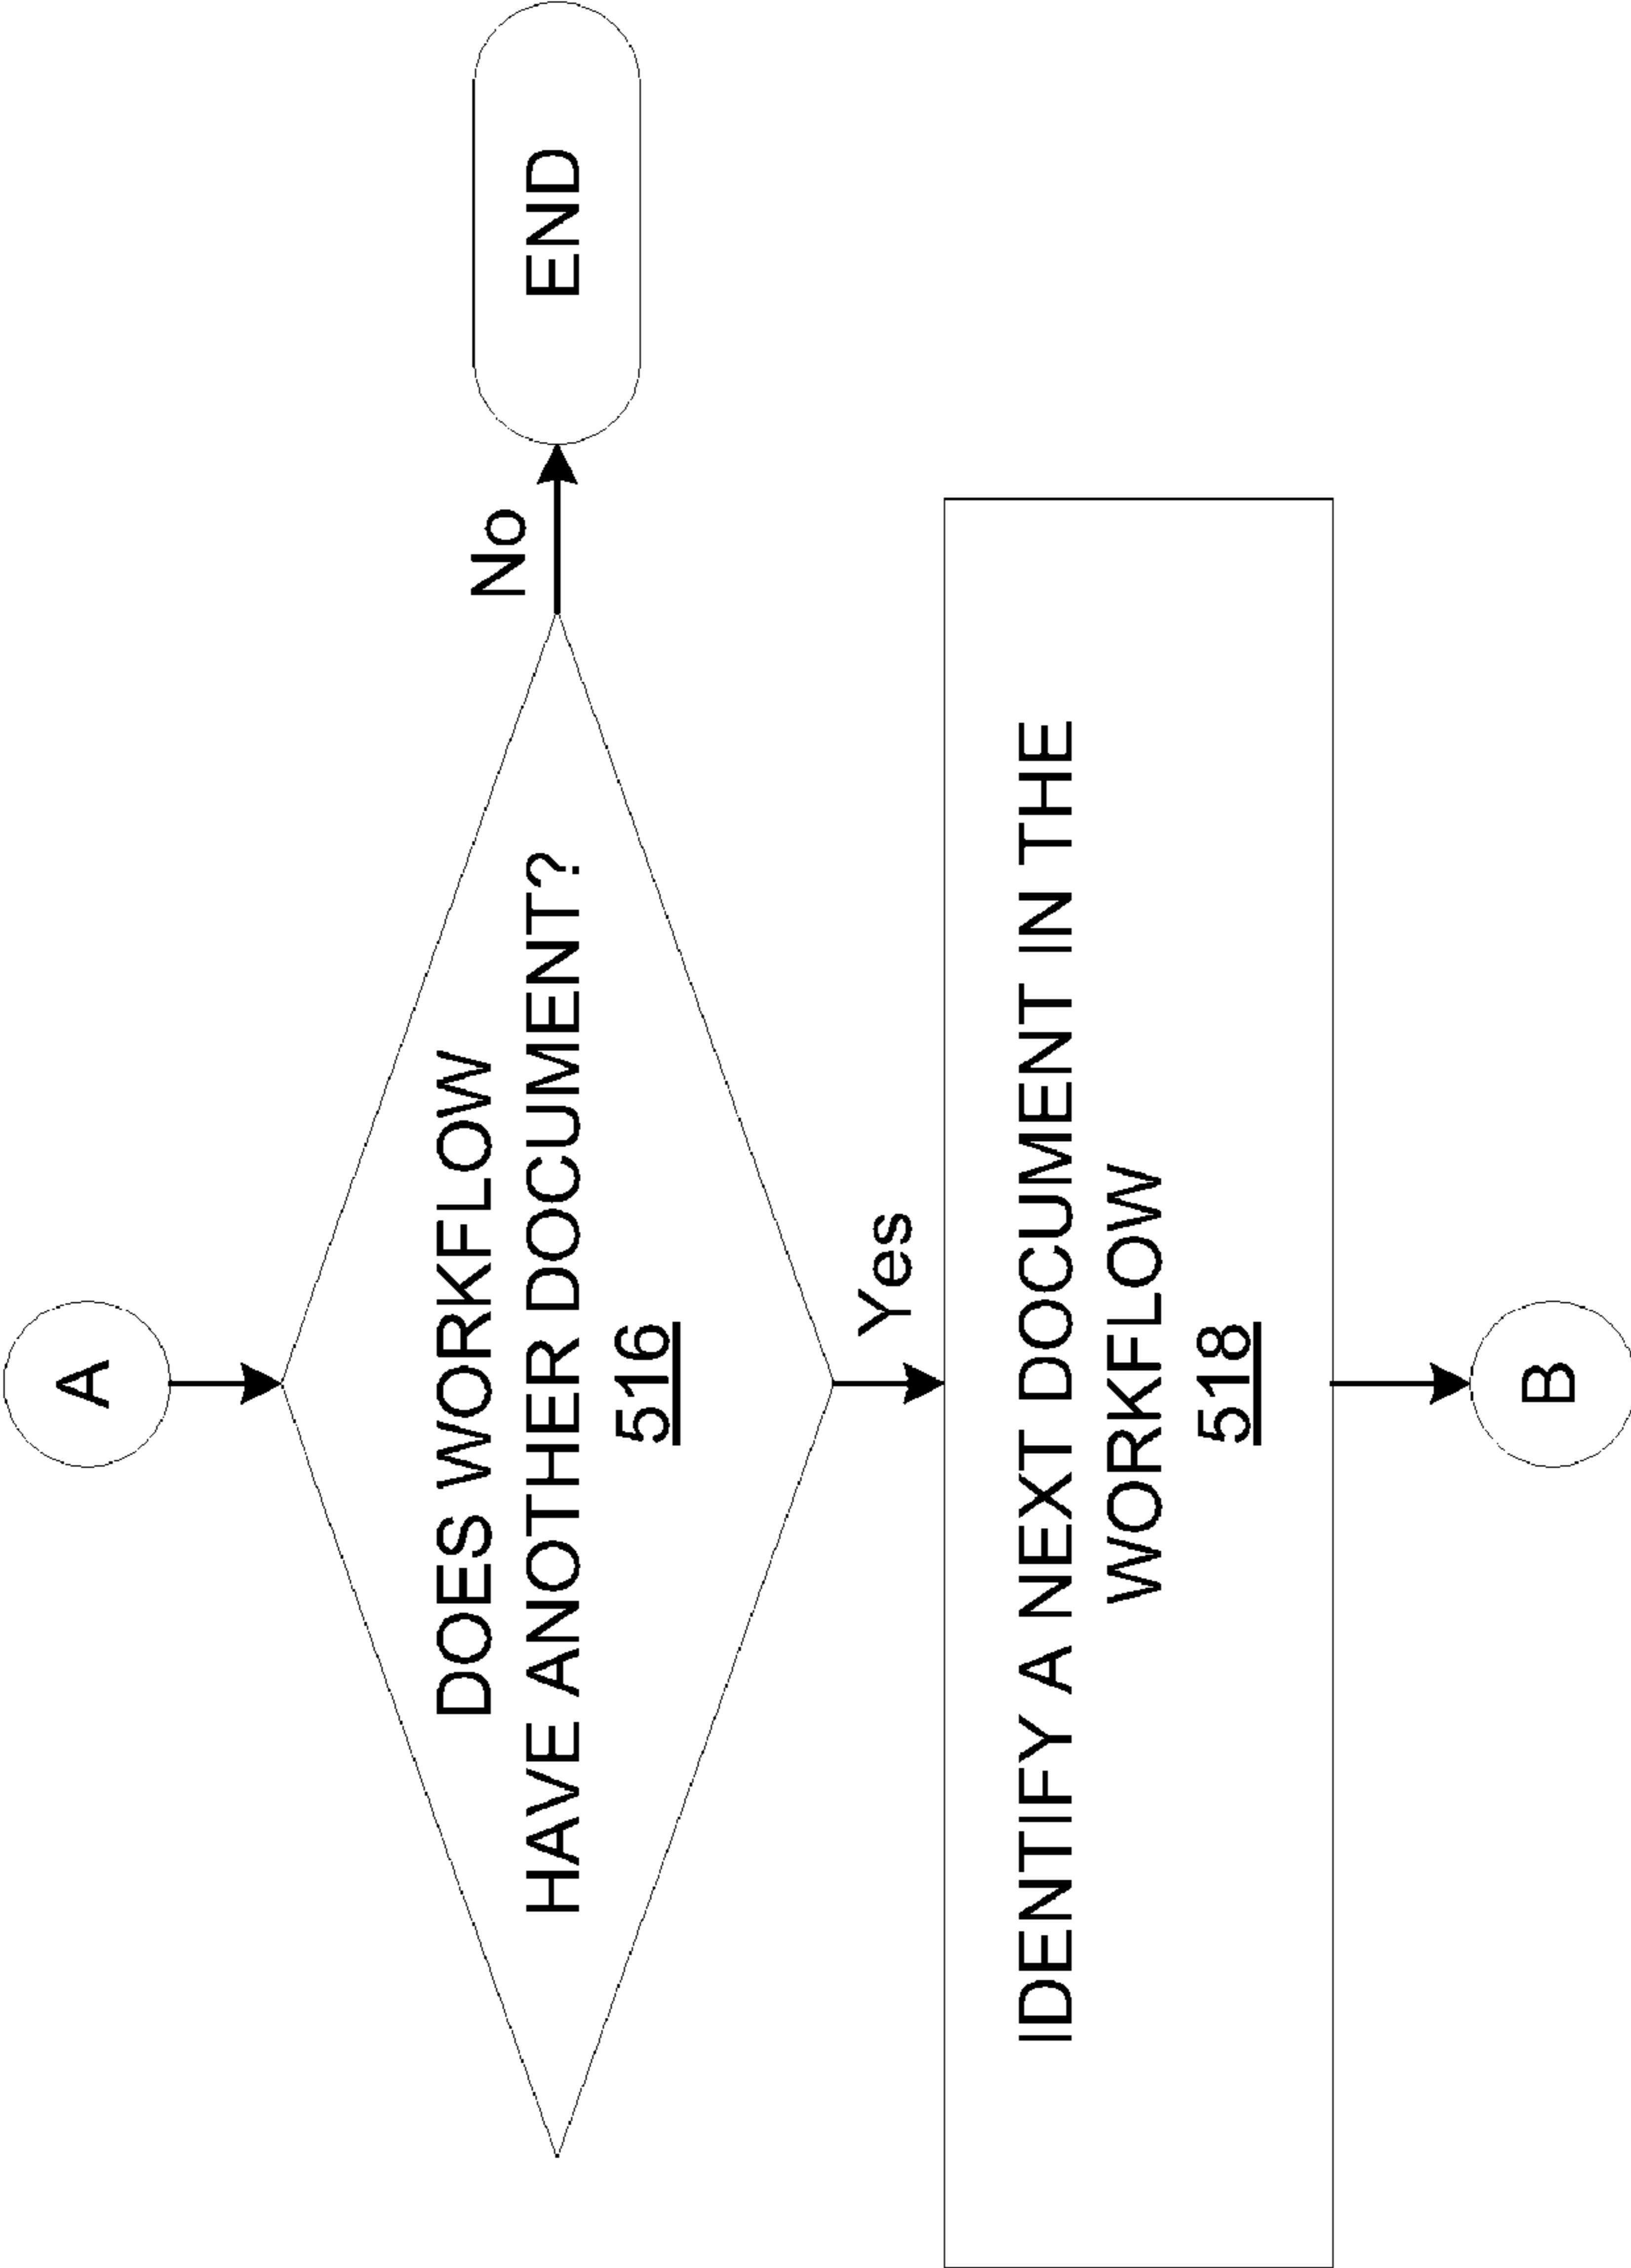 A
DOES WORKFLOW
HAVE ANOTHER DOCUMENT?
516
No
END
Yes
IDENTIFY A NEXT DOCUMENT IN THE
WORKFLOW
518
B